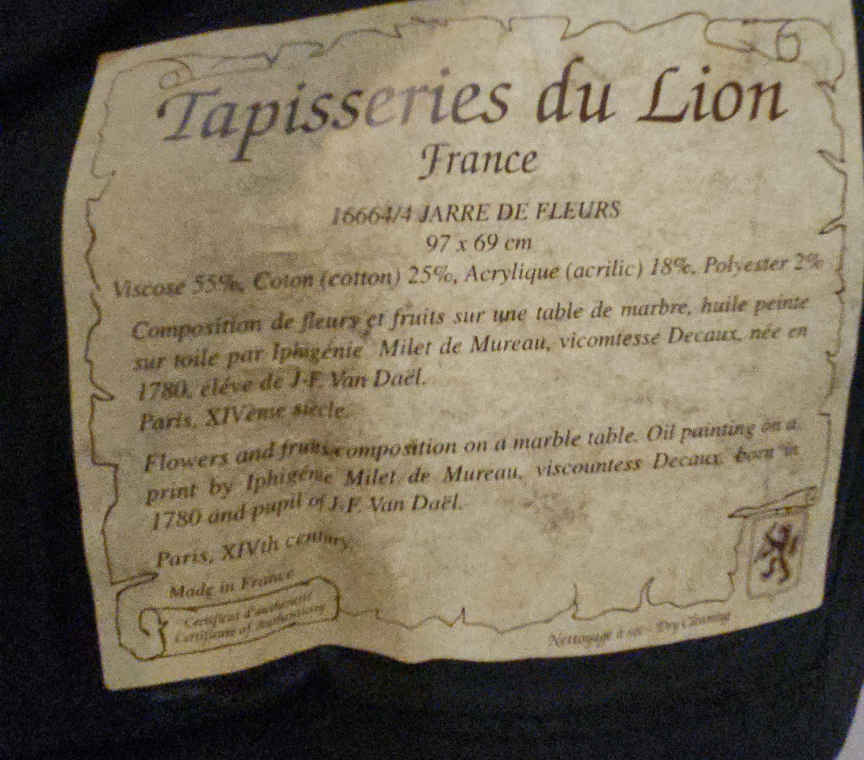 Tapisseries du Lion
France
16664/4 JARRE DE FLEURS
97 x 69 cm
Viscose 55%, Coton (cotton) 25%, Acrylique (acrilic) 18%, Polyester 2%
Composition de fleurs et fruits sur une table de marbre, huile peinte
sur toile par Iphigénie Milet de Mureau, vicomtesse Decaux, née en
1780, éléve de J-F. Van Daël.
Paris, XIVème siècle.
Flowers and fruits composition on a marble table. Oil painting on a
print by Iphigénie Milet de Mureau, viscountess Decaux, born in
1780 and pupil of J-F. Van Daël.
Paris, XIVth century.
Made in France
Certificat d'authenticité
Certificate of Authenticity
Nettoyage à sec - Dry Cleaning